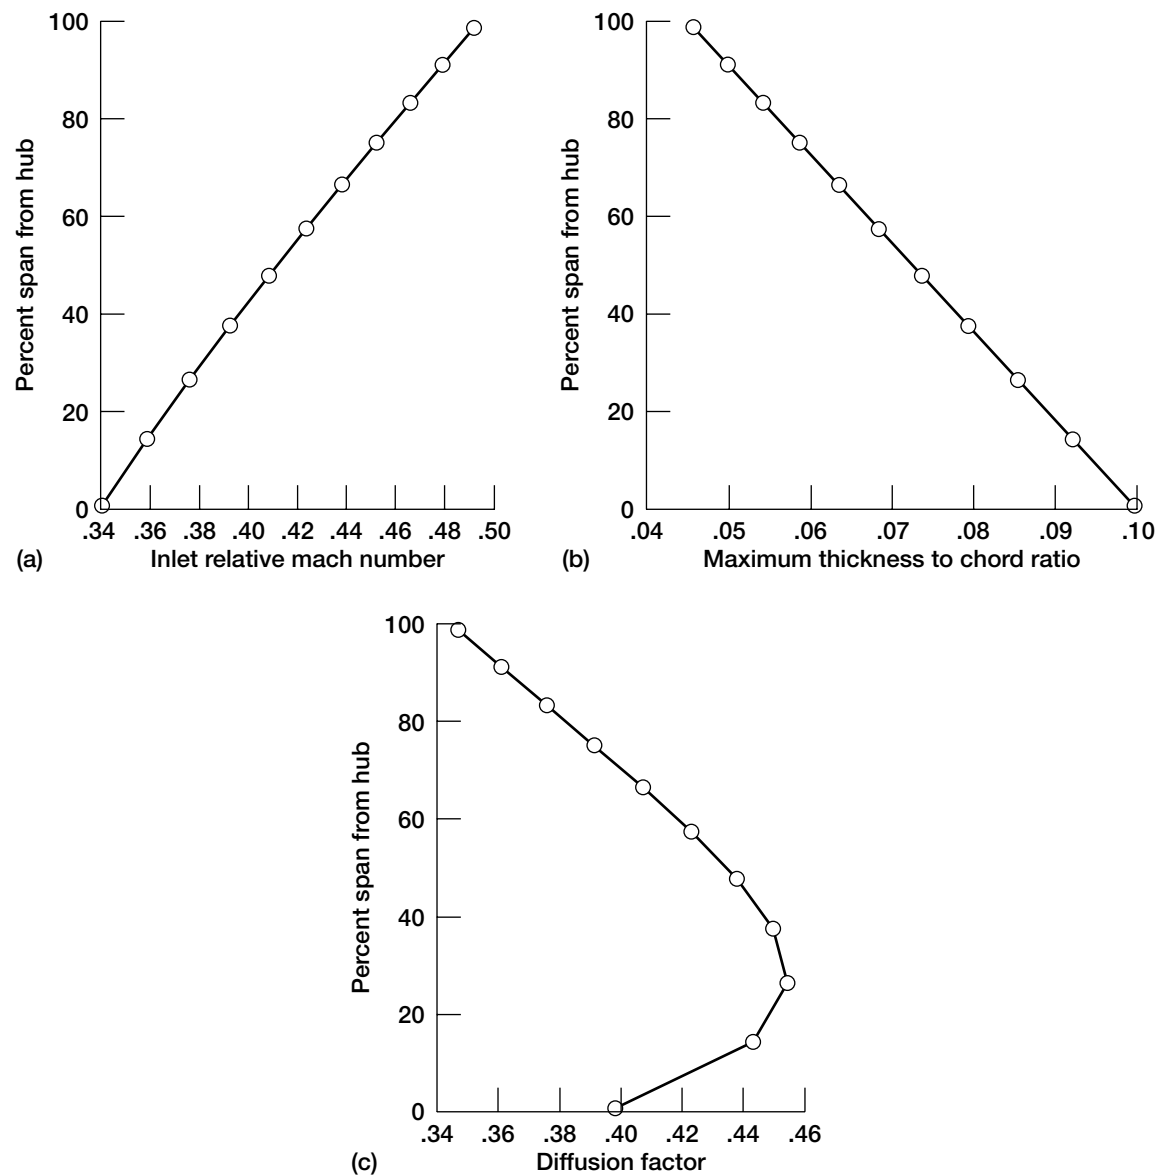 100
80
60
40
20
0
Percent span from hub
.34 .36 .38 .40 .42 .44 .46 .48 .50
(a) Inlet relative mach number
100
80
60
40
20
0
Percent span from hub
.04 .05 .06 .07 .08 .09 .10
(b) Maximum thickness to chord ratio
100
80
60
40
20
0
Percent span from hub
.34 .36 .38 .40 .42 .44 .46
(c) Diffusion factor